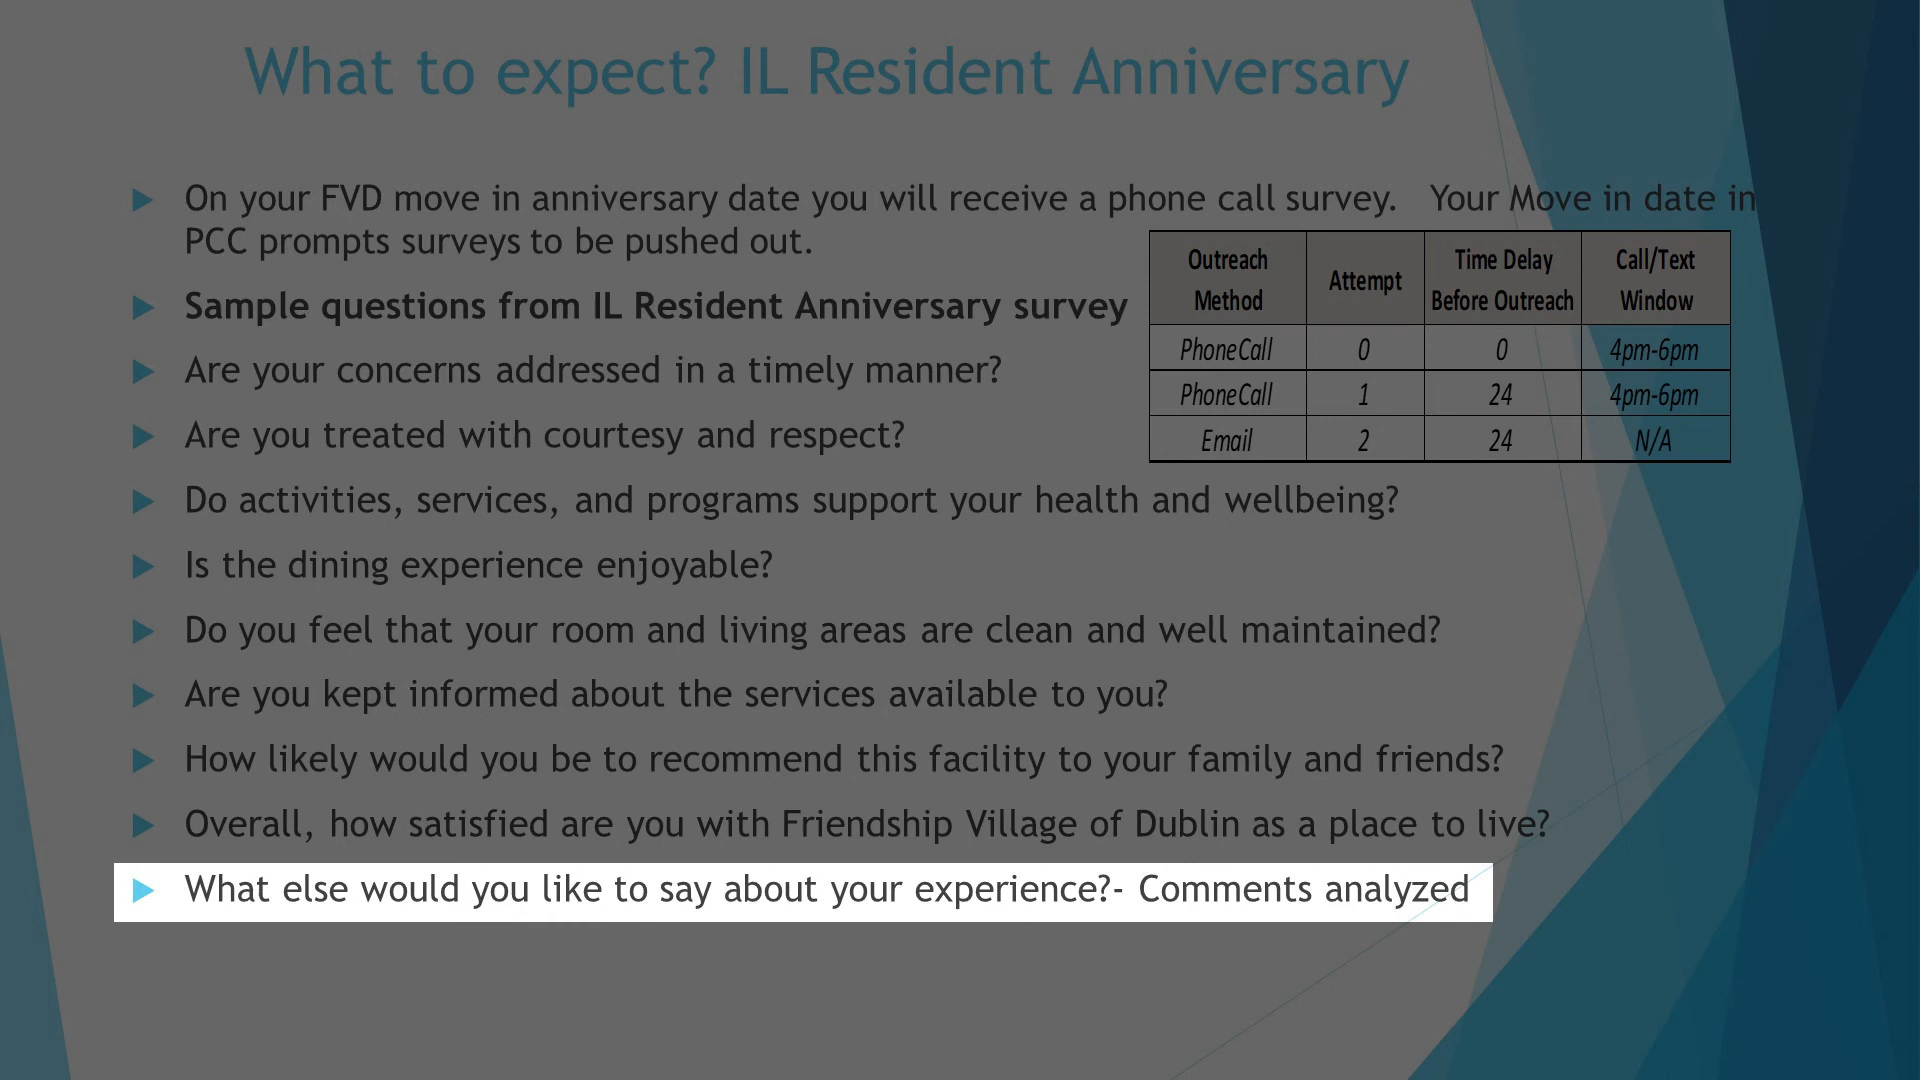 What to expect? IL Resident Anniversary
On your FVD move in anniversary date you will receive a phone call survey.   Your Move in date in
PCC prompts surveys to be pushed out.
Sample questions from IL Resident Anniversary survey
Are your concerns addressed in a timely manner?
Are you treated with courtesy and respect?
Do activities, services, and programs support your health and wellbeing?
Is the dining experience enjoyable?
Do you feel that your room and living areas are clean and well maintained?
Are you kept informed about the services available to you?
How likely would you be to recommend this facility to your family and friends?
Overall, how satisfied are you with Friendship Village of Dublin as a place to live?
What else would you like to say about your experience?- Comments analyzed
Outreach Method Attempt Time Delay Before Outreach Call/Text Window
PhoneCall 0 0 4pm-6pm
PhoneCall 1 24 4pm-6pm
Email 2 24 N/A